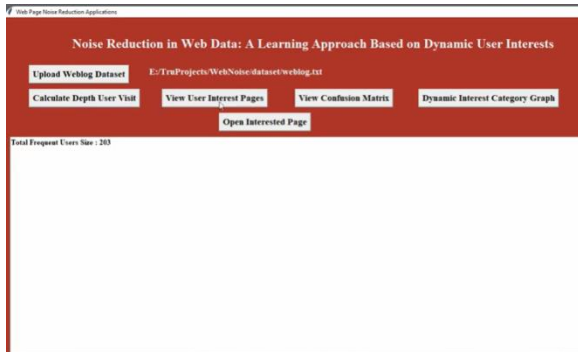 Web Page Noise Reduction Applications
Noise Reduction in Web Data: A Learning Approach Based on Dynamic User Interests
Upload Weblog Dataset E:/TruProjects/WebNoise/dataset/weblog.txt
Calculate Depth User Visit View User Interest Pages View Confusion Matrix Dynamic Interest Category Graph
Open Interested Page
Total Frequent Users Size : 203